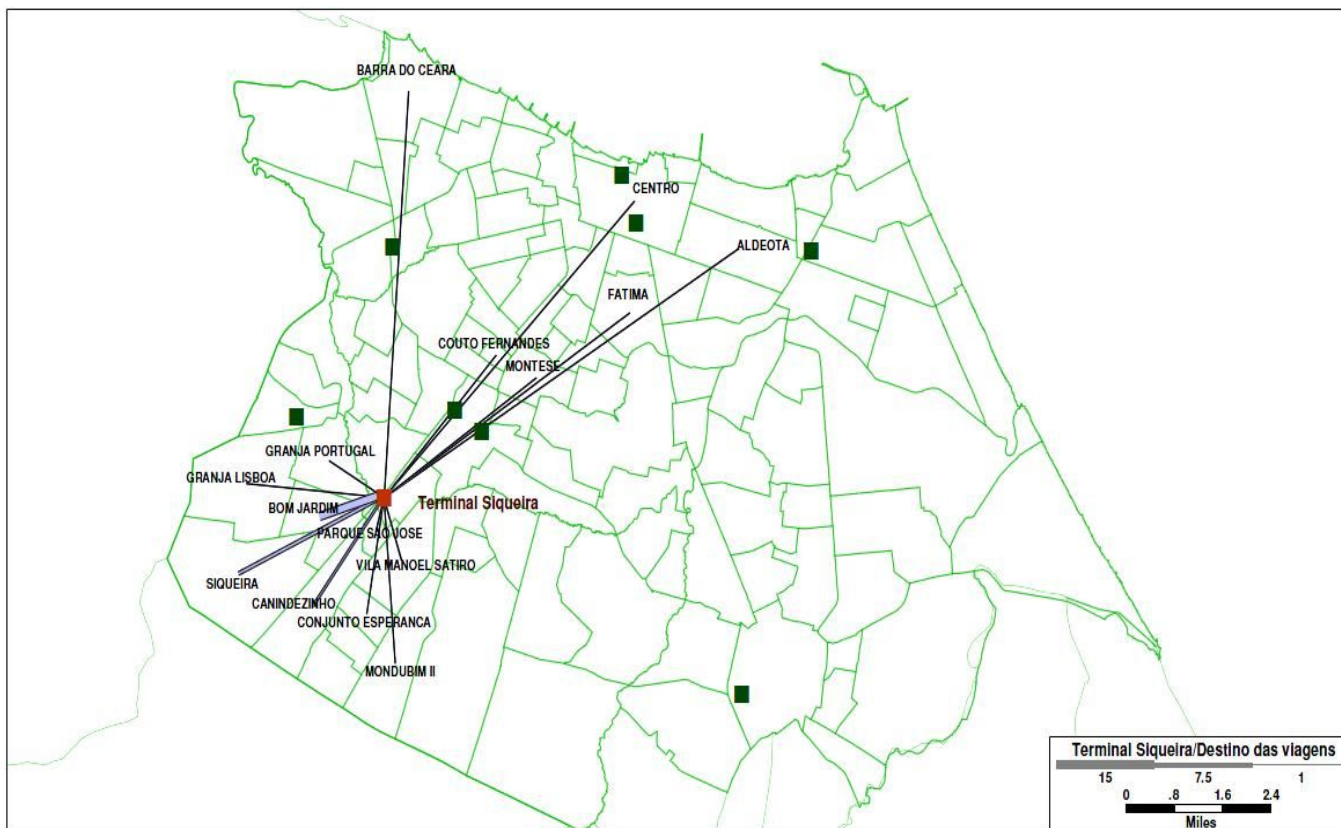 BARRA DO CEARA
CENTRO
ALDEOTA
FATIMA
COUTO FERNANDES
MONTESE
GRANJA PORTUGAL
GRANJA LISBOA
BOM JARDIM
Terminal Siqueira
PARQUE SAO JOSE
VILA MANOEL SATIRO
SIQUEIRA
CANINDEZINHO
CONJUNTO ESPERANCA
MONDUBIM II
Terminal Siqueira/Destino das viagens
15 7.5 1
0 .8 1.6 2.4
Miles